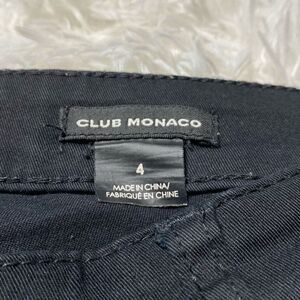 CLUB MONACO
4
MADE IN CHINA/
FABRIQUÉ EN CHINE